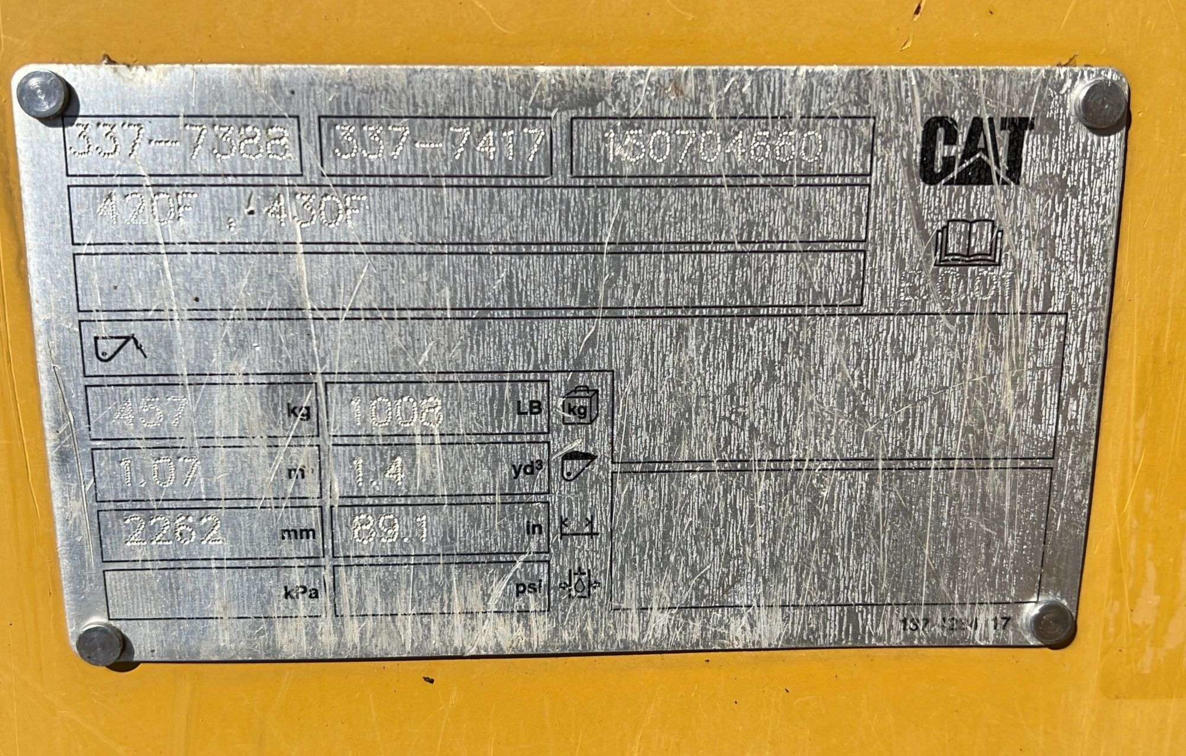 337-7388 337-7417 150704660
CAT
420F , 430F
457 kg 1008 LB kg
1.07 m³ 1.4 yd³
2262 mm 89.1 in
kPa psi